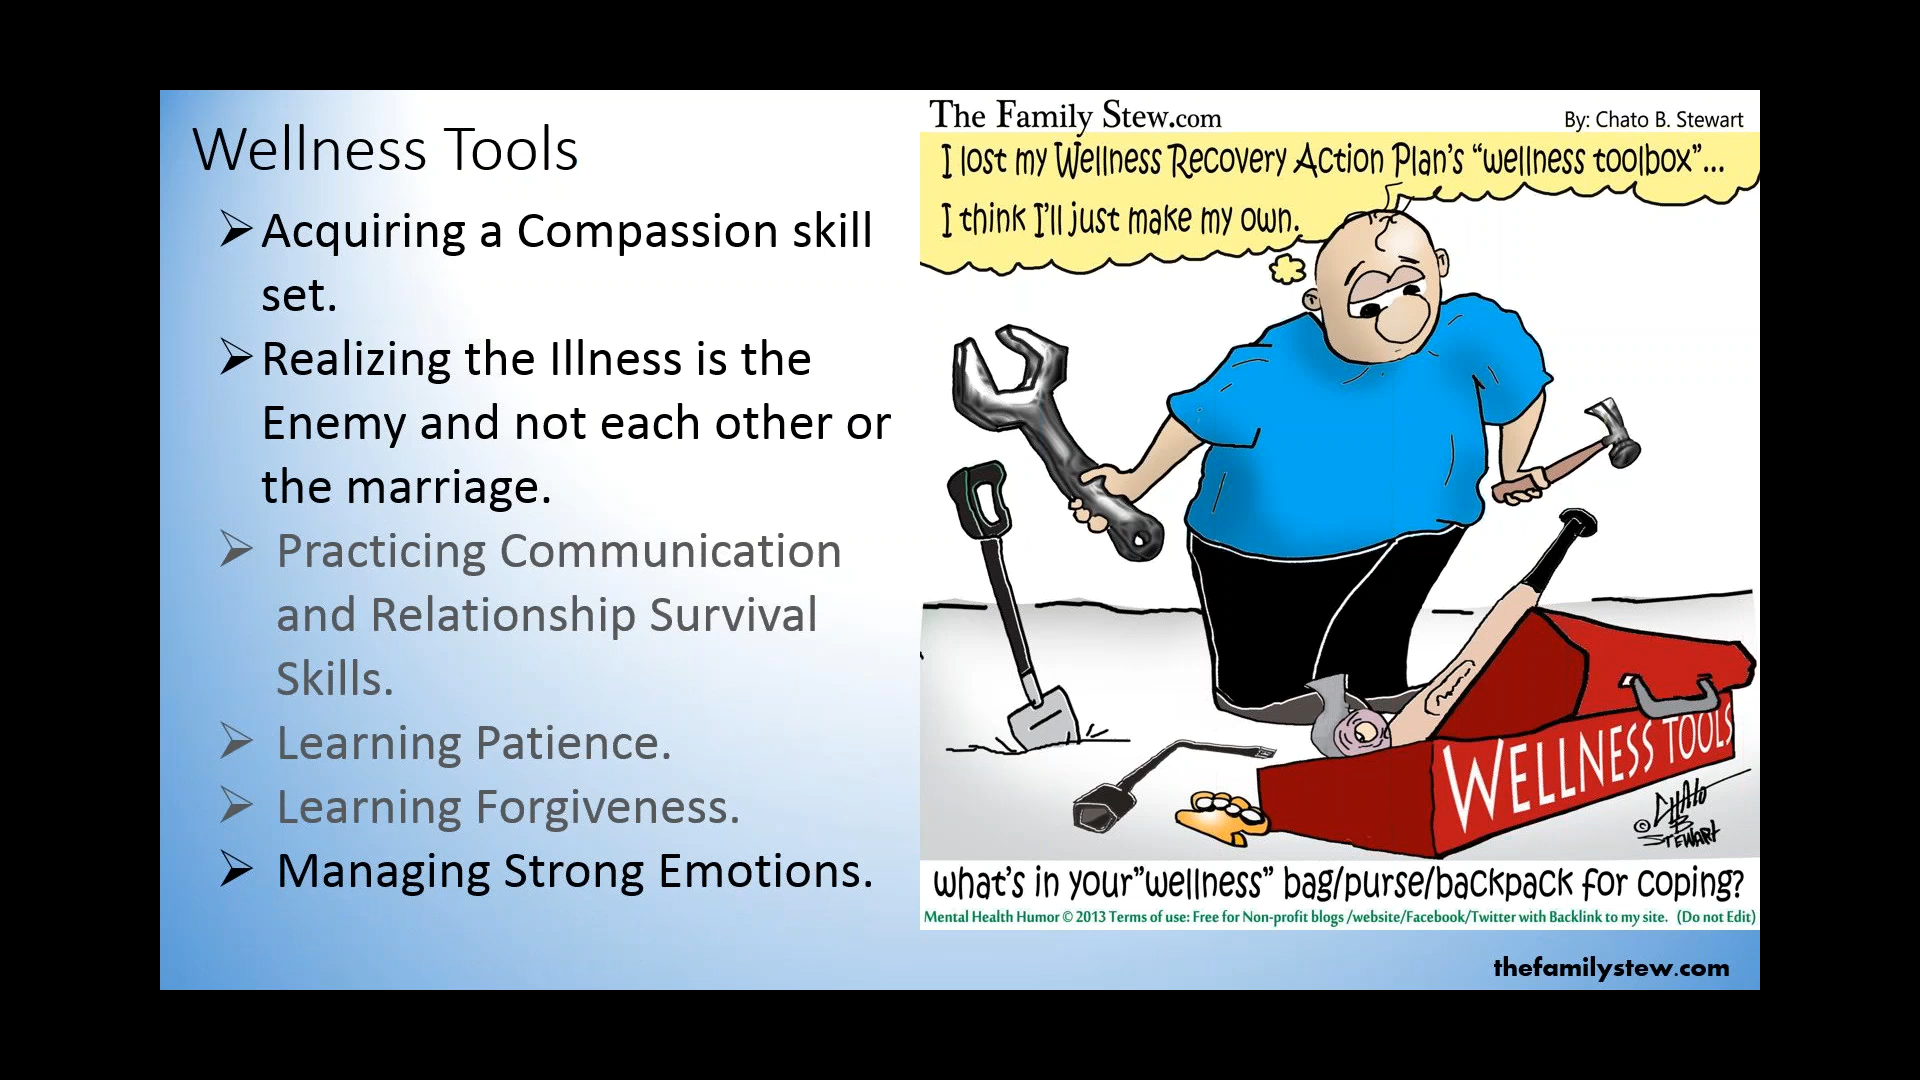 Wellness Tools
➢Acquiring a Compassion skill
set.
➢Realizing the Illness is the
Enemy and not each other or
the marriage.
➢ Practicing Communication
and Relationship Survival
Skills.
➢ Learning Patience.
➢ Learning Forgiveness.
➢ Managing Strong Emotions.
The Family Stew.com
By: Chato B. Stewart
I lost my Wellness Recovery Action Plan's “wellness toolbox”...
I think I'll just make my own.
WELLNESS TOOLS
© CHATO
B
STEWART
what's in your”wellness” bag/purse/backpack for coping?
Mental Health Humor © 2013 Terms of use: Free for Non-profit blogs /website/Facebook/Twitter with Backlink to my site. (Do not Edit)
thefamilystew.com